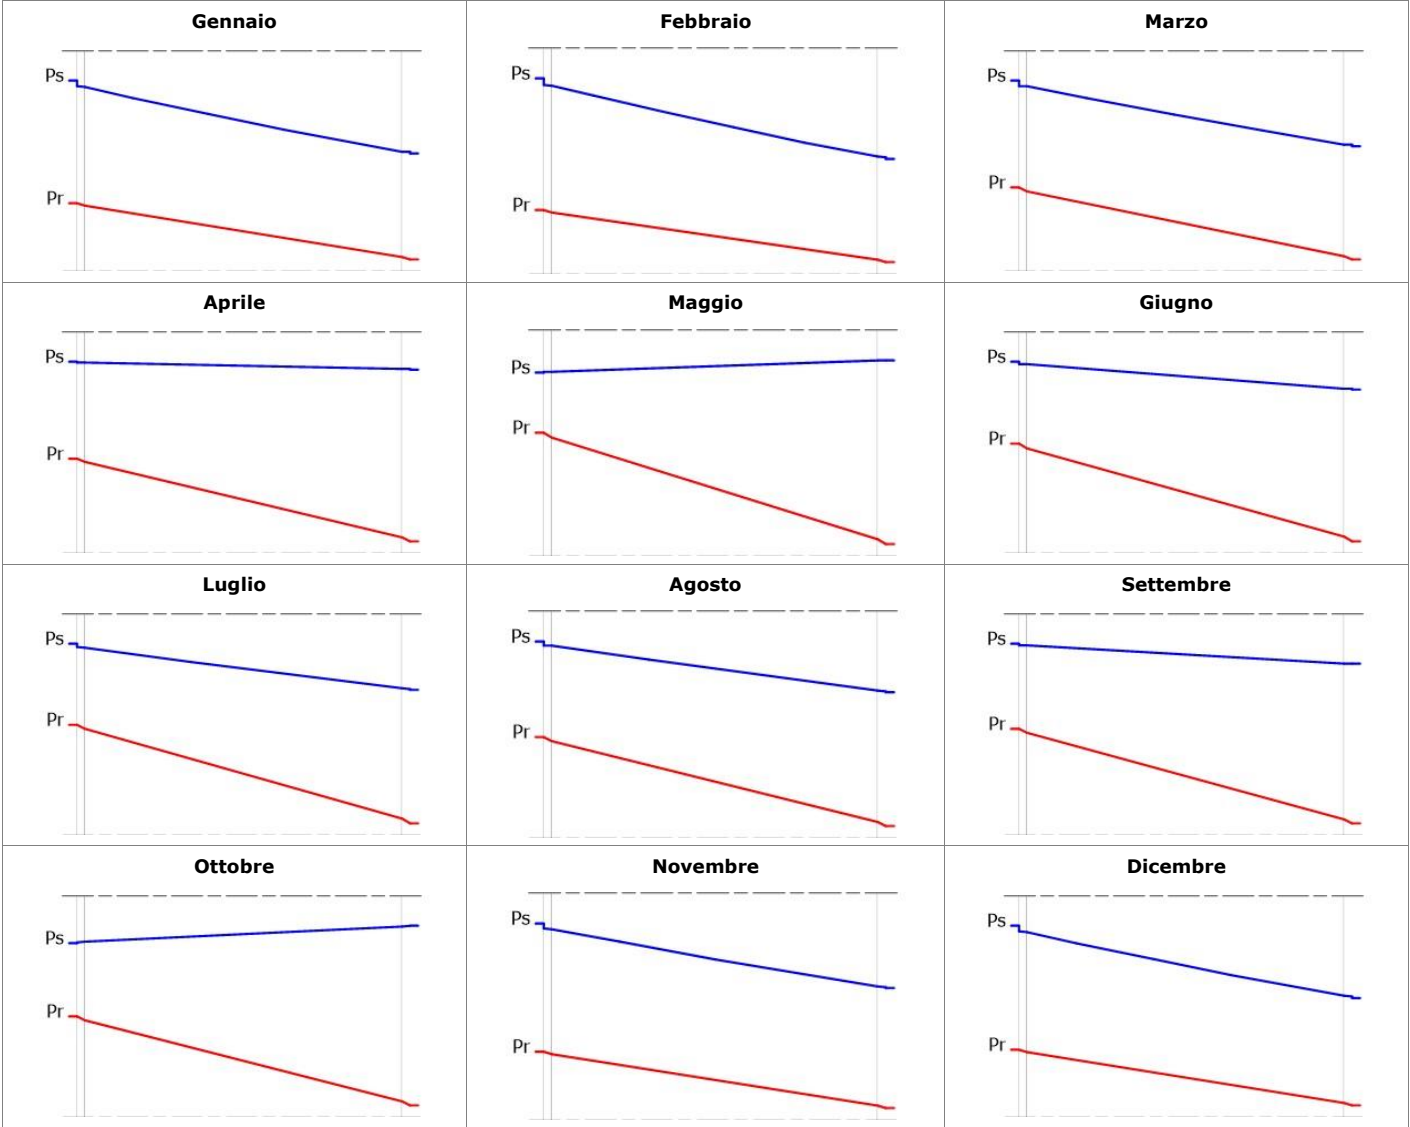 Gennaio
Febbraio
Marzo
Ps
Ps
Ps
Pr
Pr
Pr
Aprile
Maggio
Giugno
Ps
Ps
Ps
Pr
Pr
Pr
Luglio
Agosto
Settembre
Ps
Ps
Ps
Pr
Pr
Pr
Ottobre
Novembre
Dicembre
Ps
Ps
Ps
Pr
Pr
Pr